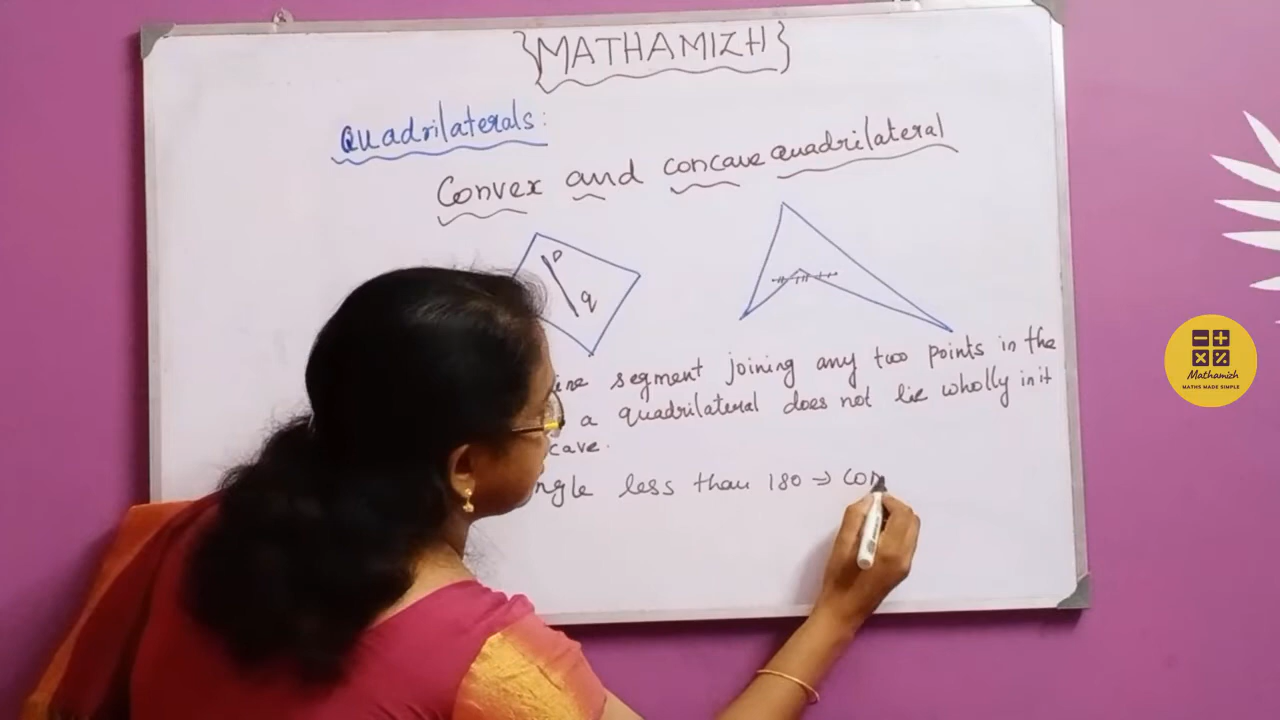 {MATHAMIZH}
Quadrilaterals:
Convex and concave quadrilateral
P
q
segment joining any two points in the
a quadrilateral does not lie wholly in it
cave.
ngle less than 180 ⇒ con
Mathamizh
MATHS MADE SIMPLE